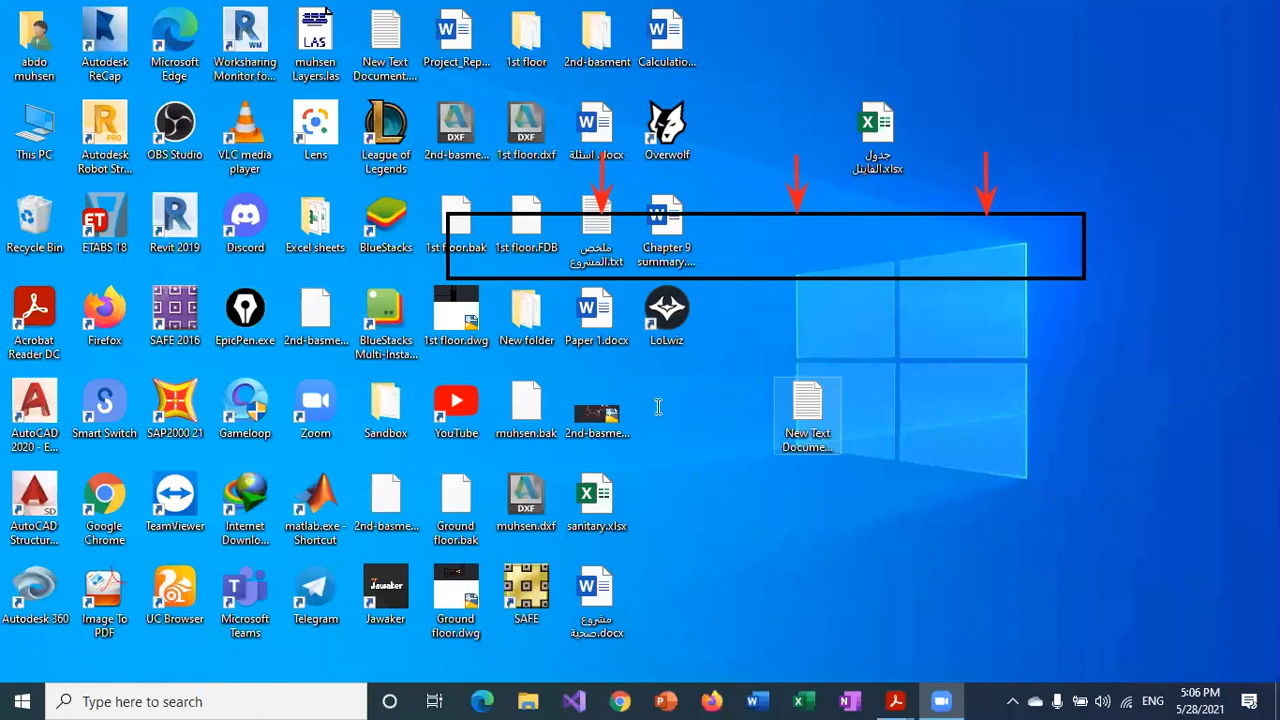 abdo
muhsen
Autodesk
ReCap
Microsoft
Edge
Worksharing
Monitor fo...
LAS
muhsen
Layers.las
New Text
Document....
Project_Rep...
1st floor
2nd-basment
Calculatio...
This PC
PRO
Autodesk
Robot Str...
OBS Studio
VLC media
player
Lens
League of
Legends
DXF
2nd-basme...
DXF
1st floor.dxf
اسئلة .docx
Overwolf
جدول
الفاينل.xlsx
Recycle Bin
ETABS 18
Revit 2019
Discord
Excel sheets
BlueStacks
1st floor.bak
1st floor.FDB
ملخص
المشروع.txt
Chapter 9
summary....
Acrobat
Reader DC
Firefox
SAFE 2016
EpicPen.exe
2nd-basme...
BlueStacks
Multi-Insta...
1st floor.dwg
New folder
Paper 1.docx
LoLwiz
AutoCAD
2020 - E...
Smart Switch
SAP2000 21
Gameloop
Zoom
Sandbox
YouTube
muhsen.bak
2nd-basme...
New Text
Docume...
SD
AutoCAD
Structur...
Google
Chrome
TeamViewer
Internet
Downlo...
matlab.exe -
Shortcut
2nd-basme...
Ground
floor.bak
DXF
muhsen.dxf
sanitary.xlsx
Autodesk 360
Image To
PDF
UC Browser
Microsoft
Teams
Telegram
Jawaker
Jawaker
Ground
floor.dwg
SAFE
مشروع
صحية.docx
Type here to search
ENG
5:06 PM
5/28/2021